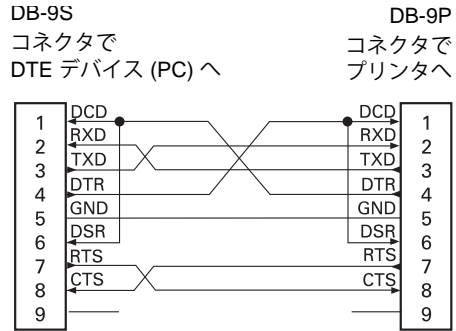 DB-9S
コネクタで
DTE デバイス (PC) へ
DB-9P
コネクタで
プリンタへ
1 DCD DCD 1
2 RXD RXD 2
3 TXD TXD 3
4 DTR DTR 4
5 GND GND 5
6 DSR DSR 6
7 RTS RTS 7
8 CTS CTS 8
9 9